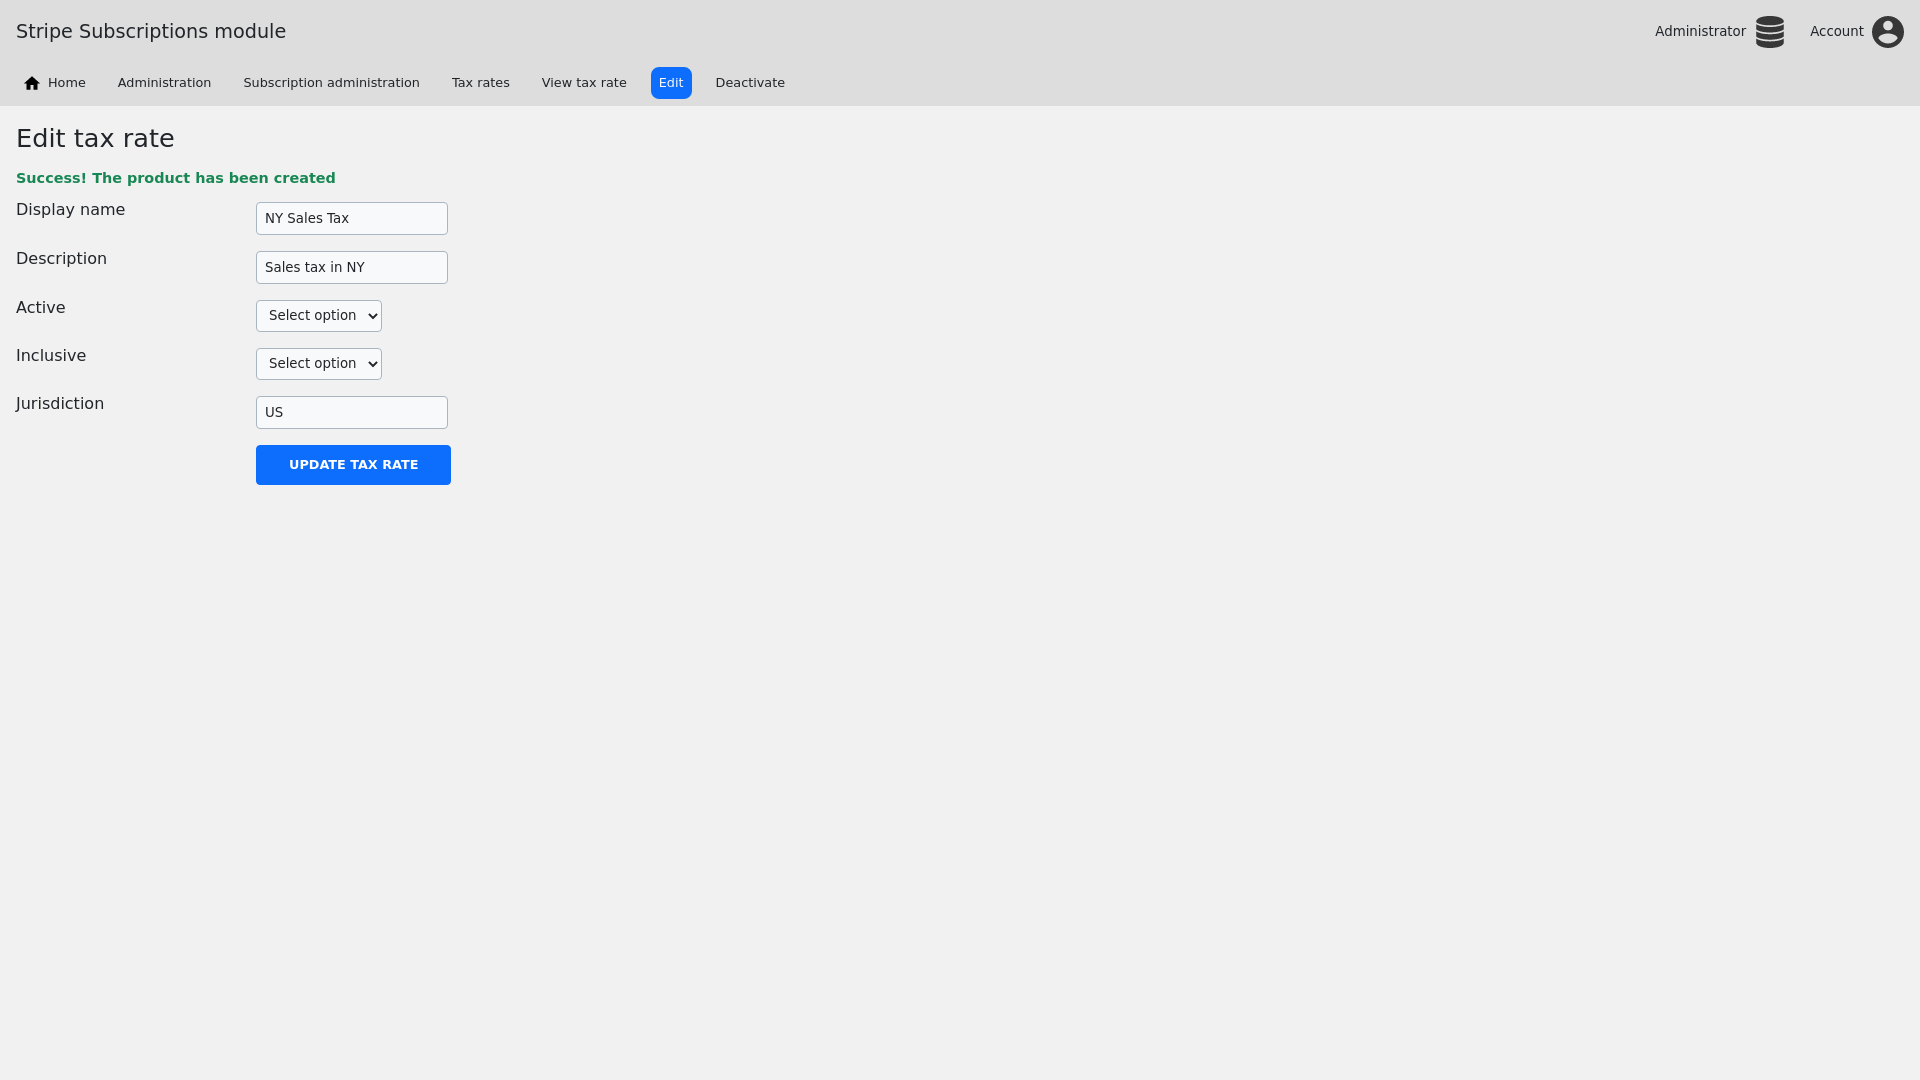 Stripe Subscriptions module
Administrator
Account
Home
Administration
Subscription administration
Tax rates
View tax rate
Edit
Deactivate
Edit tax rate
Success! The product has been created
Display name
NY Sales Tax
Description
Sales tax in NY
Active
Select option
Inclusive
Select option
Jurisdiction
US
UPDATE TAX RATE